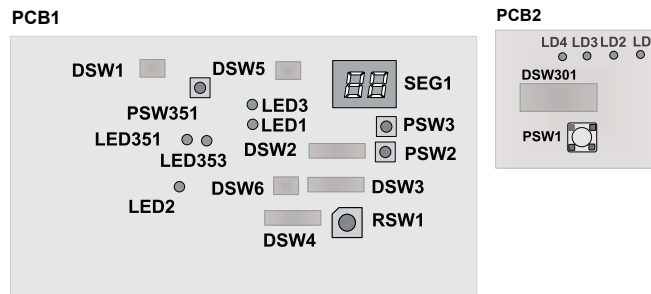 PCB1
PCB2
LD4 LD3 LD2 LD
DSW1
DSW5
SEG1
DSW301
PSW351
LED3
LED1
PSW3
PSW1
LED351
LED353
DSW2
PSW2
DSW6
DSW3
LED2
RSW1
DSW4